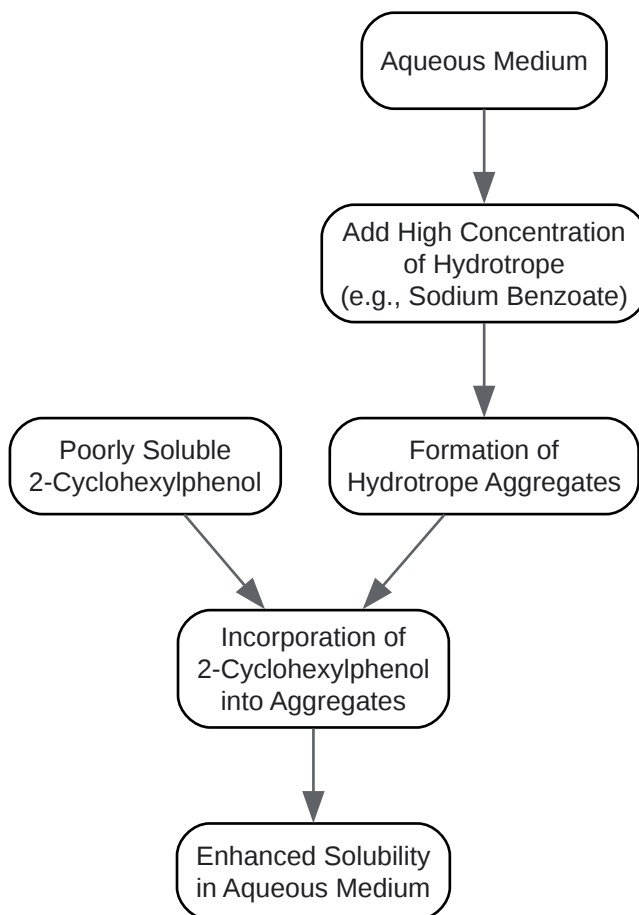 Aqueous Medium
Add High Concentration
of Hydrotrope
(e.g., Sodium Benzoate)
Poorly Soluble
2-Cyclohexylphenol
Formation of
Hydrotrope Aggregates
Incorporation of
2-Cyclohexylphenol
into Aggregates
Enhanced Solubility
in Aqueous Medium